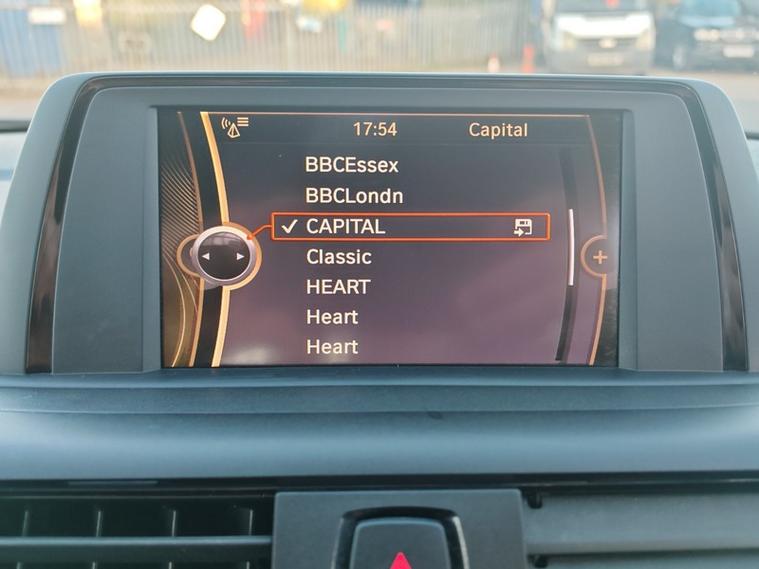 17:54 Capital
BBCEssex
BBCLondn
CAPITAL
Classic
HEART
Heart
Heart